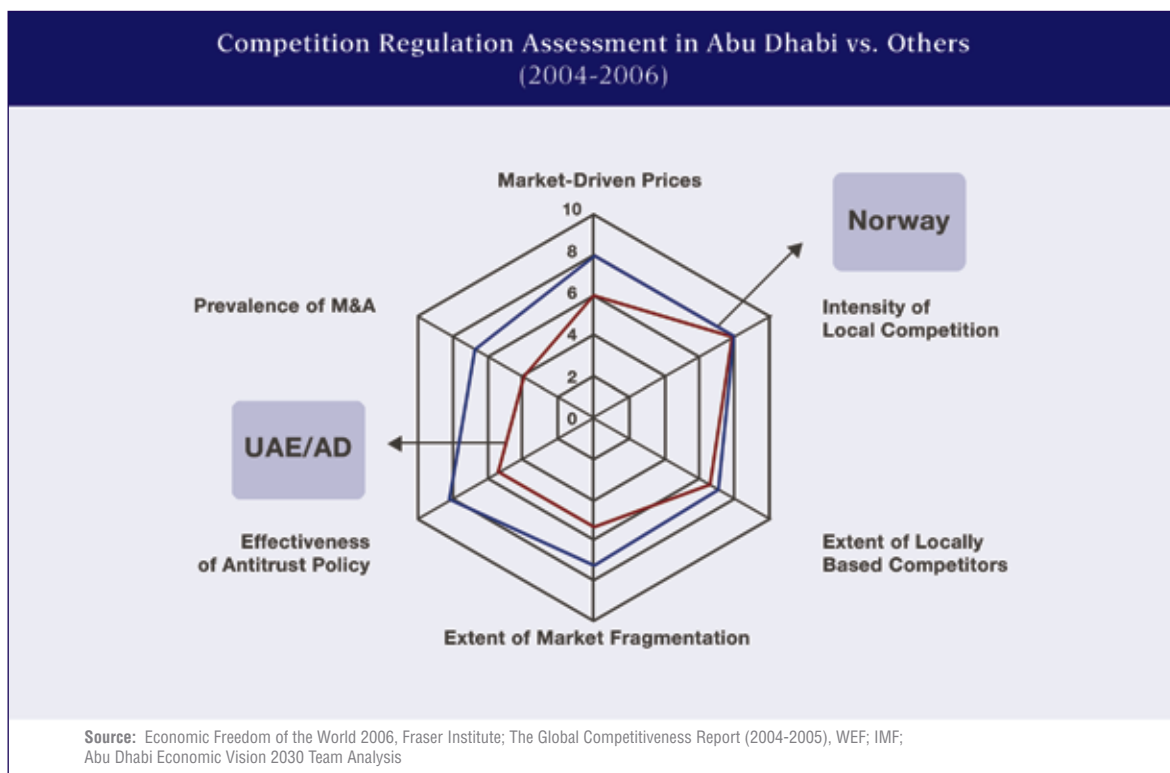 Competition Regulation Assessment in Abu Dhabi vs. Others
(2004-2006)
Market-Driven Prices
10
8
6
4
2
0
Norway
Prevalence of M&A
Intensity of
Local Competition
UAE/AD
Effectiveness
of Antitrust Policy
Extent of Locally
Based Competitors
Extent of Market Fragmentation
Source: Economic Freedom of the World 2006, Fraser Institute; The Global Competitiveness Report (2004-2005), WEF; IMF;
Abu Dhabi Economic Vision 2030 Team Analysis